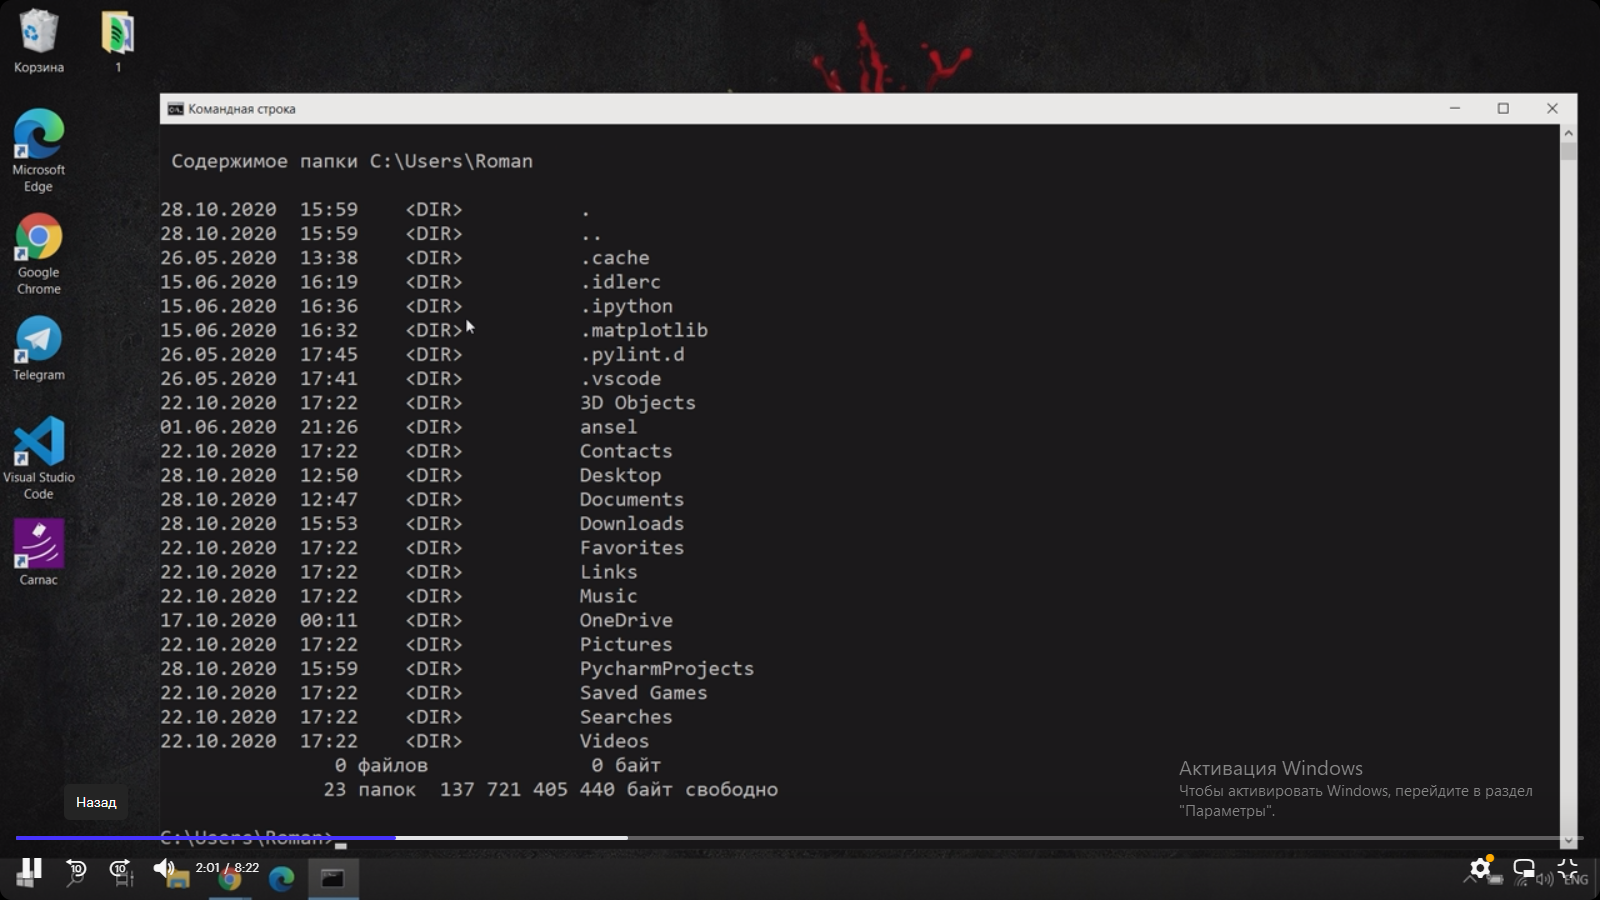 Корзина
1
Microsoft
Edge
Google
Chrome
Telegram
Visual Studio
Code
Carnac
Командная строка
Содержимое папки C:\Users\Roman
28.10.2020  15:59    <DIR>          .
28.10.2020  15:59    <DIR>          ..
26.05.2020  13:38    <DIR>          .cache
15.06.2020  16:19    <DIR>          .idlerc
15.06.2020  16:36    <DIR>          .ipython
15.06.2020  16:32    <DIR>          .matplotlib
26.05.2020  17:45    <DIR>          .pylint.d
26.05.2020  17:41    <DIR>          .vscode
22.10.2020  17:22    <DIR>          3D Objects
01.06.2020  21:26    <DIR>          ansel
22.10.2020  17:22    <DIR>          Contacts
28.10.2020  12:50    <DIR>          Desktop
28.10.2020  12:47    <DIR>          Documents
28.10.2020  15:53    <DIR>          Downloads
22.10.2020  17:22    <DIR>          Favorites
22.10.2020  17:22    <DIR>          Links
22.10.2020  17:22    <DIR>          Music
17.10.2020  00:11    <DIR>          OneDrive
22.10.2020  17:22    <DIR>          Pictures
28.10.2020  15:59    <DIR>          PycharmProjects
22.10.2020  17:22    <DIR>          Saved Games
22.10.2020  17:22    <DIR>          Searches
22.10.2020  17:22    <DIR>          Videos
0 файлов              0 байт
23 папок  137 721 405 440 байт свободно
C:\Users\Roman>
Активация Windows
Чтобы активировать Windows, перейдите в раздел
"Параметры".
Назад
10
10
2:01 / 8:22
ENG